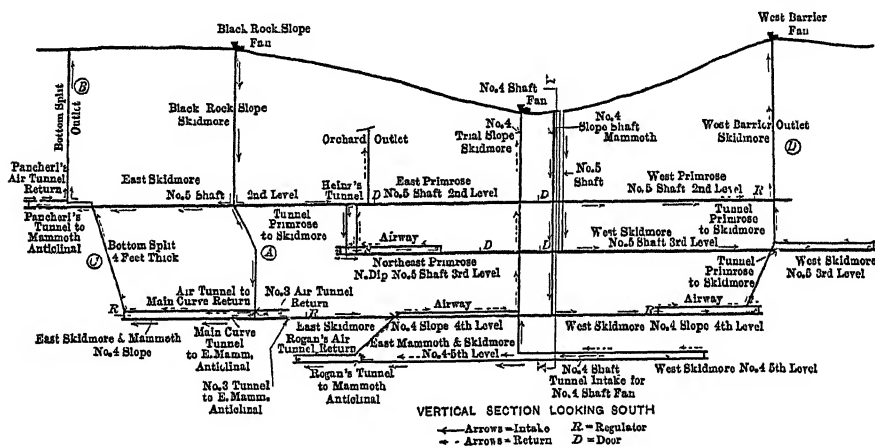 Black Rock Slope
Fan
West Barrier
Fan
No.4 Shaft
Fan
Y
B
Bottom Split
Outlet
Black Rock Slope
Skidmore
Orchard Outlet
No.4
Trial Slope
Skidmore
No.4
Slope Shaft
Mammoth
No.5
Shaft
West Barrier Outlet
Skidmore
D
Pancheri's
Air Tunnel
Return
East Skidmore
No.5 Shaft 2nd Level
Heinr's
Tunnel
D
East Primrose
No.5 Shaft 2nd Level
D
West Primrose
No.5 Shaft 2nd Level
R
Pancheri's
Tunnel to
Mammoth
Anticlinal
Bottom Split
4 Feet Thick
Tunnel
Primrose
to Skidmore
A
Airway
D
D
Northeast Primrose
N.Dip No.5 Shaft 3rd Level
West Skidmore
No.5 Shaft 3rd Level
Tunnel
Primrose to
Skidmore
Tunnel
Primrose
to Skidmore
West Skidmore
No.5 3rd Level
Air Tunnel to
Main Curve Return
No.3 Air Tunnel
Return
Airway
Airway
R
R
R
East Skidmore & Mammoth
No.4 Slope
Main Curve
Tunnel
to E.Mamm.
Anticlinal
East Skidmore
No.4 Slope 4th Level
West Skidmore No.4 Slope 4th Level
Rogan's Air
Tunnel Return
East Mammoth & Skidmore
No.4-5th Level
No.3 Tunnel
to E.Mamm.
Anticlinal
Rogan's Tunnel
to Mammoth
Anticlinal
X
No.4 Shaft
Tunnel Intake for
No.4 Shaft Fan
West Skidmore No.4 5th Level
VERTICAL SECTION LOOKING SOUTH
Arrows=Intake R=Regulator
Arrows=Return D=Door